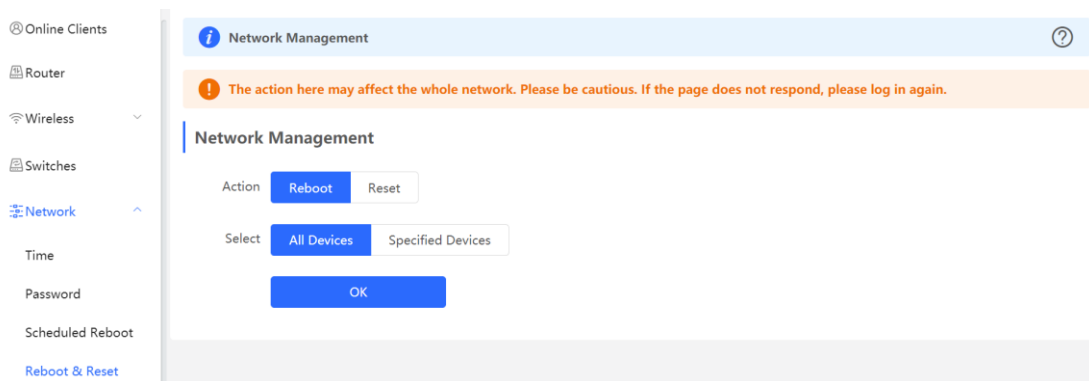 Online Clients
Router
Wireless
Switches
Network
Time
Password
Scheduled Reboot
Reboot & Reset
Network Management
The action here may affect the whole network. Please be cautious. If the page does not respond, please log in again.
Network Management
Action Reboot Reset
Select All Devices Specified Devices
OK